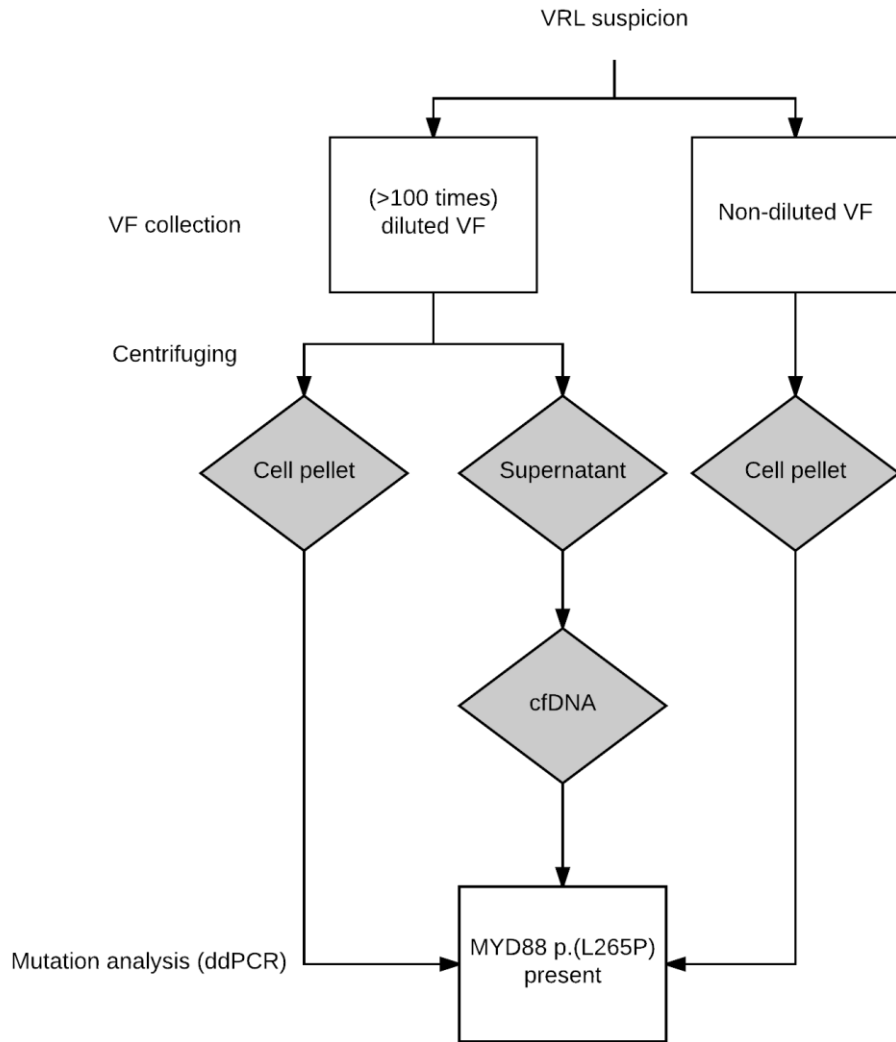 VRL suspicion
(>100 times)
diluted VF
Non-diluted VF
VF collection
Centrifuging
Cell pellet
Supernatant
Cell pellet
cfDNA
MYD88 p.(L265P)
present
Mutation analysis (ddPCR)